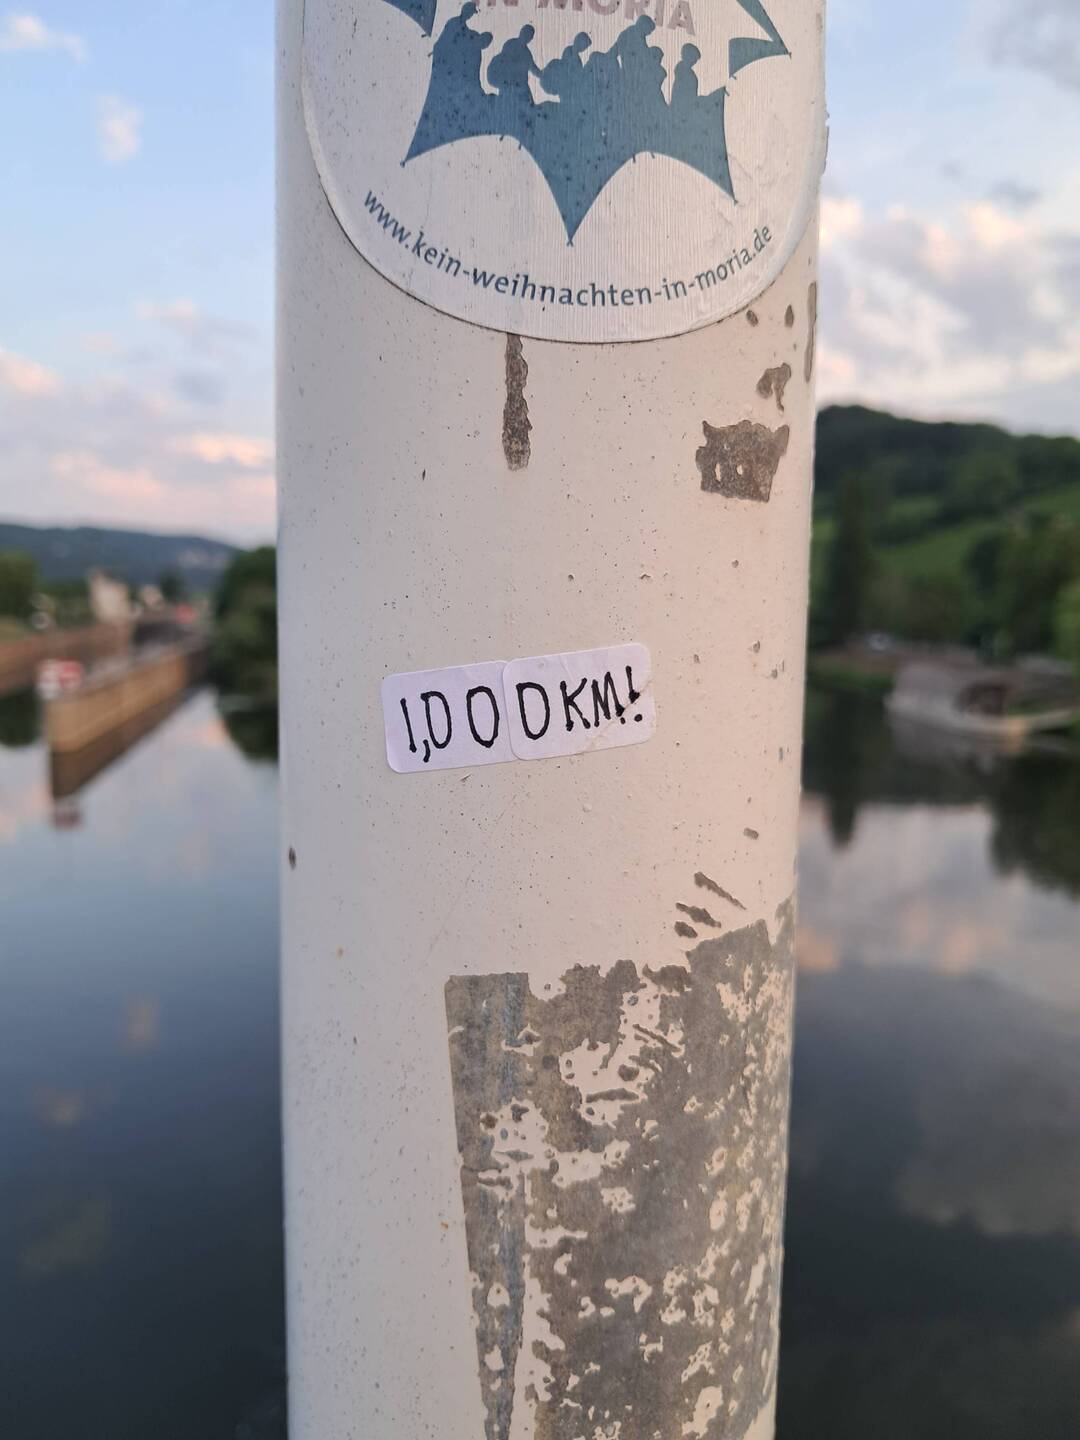 IN MORIA
www.kein-weihnachten-in-moria.de
1,000KM!